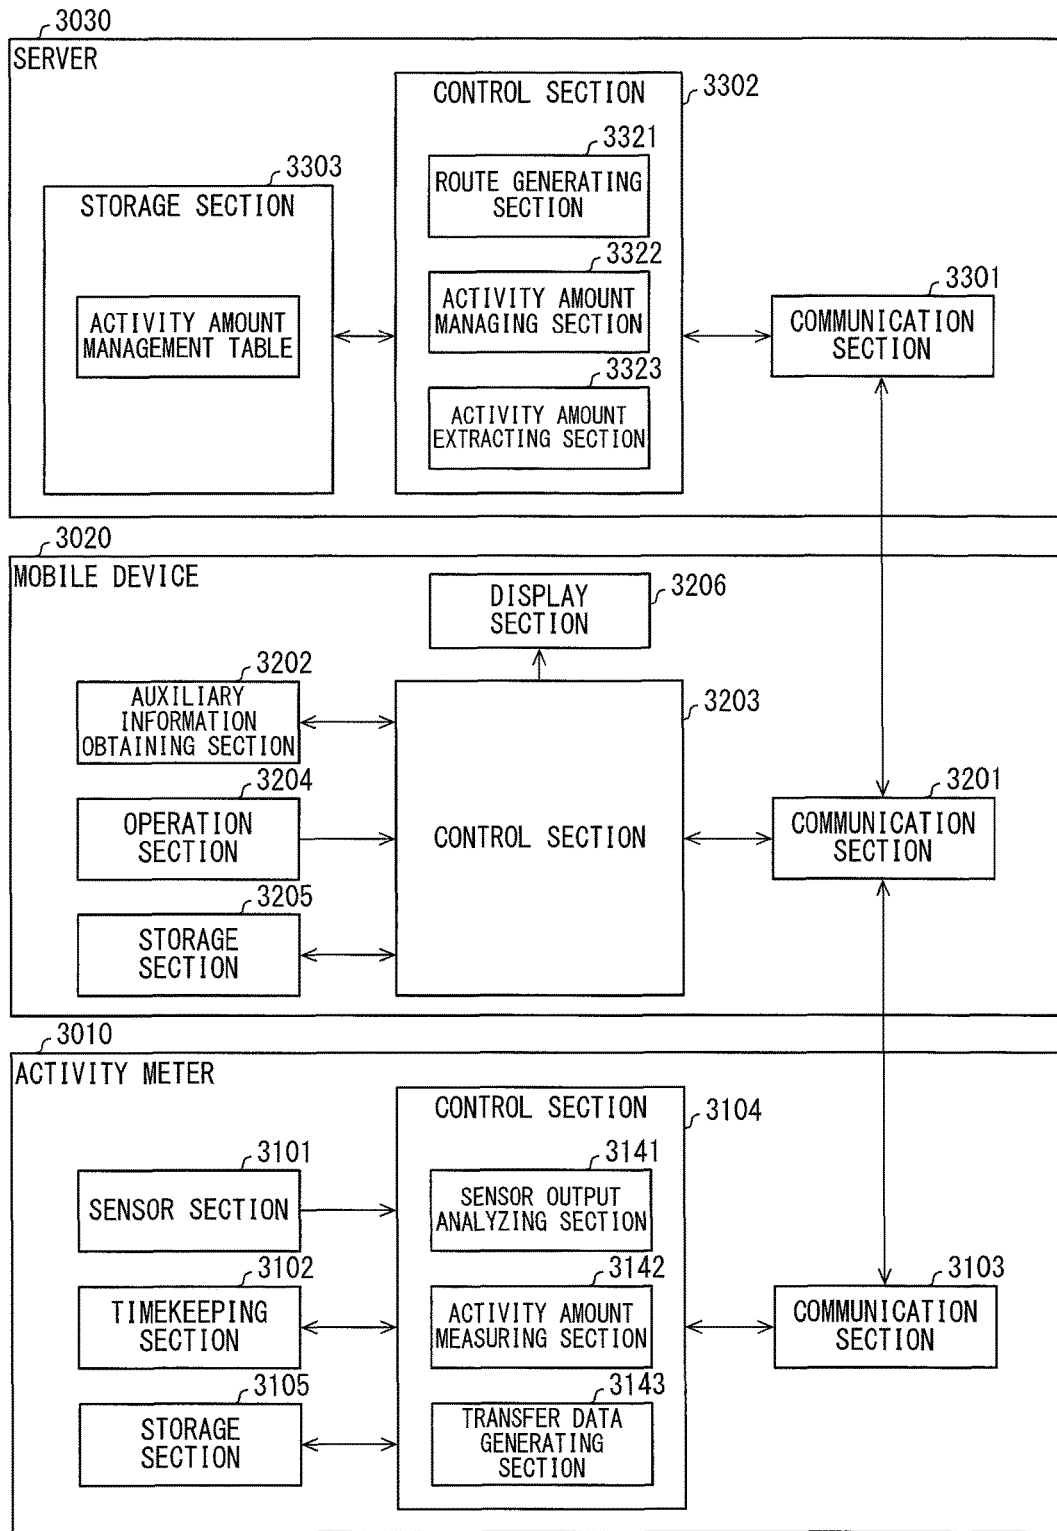 3030
SERVER
CONTROL SECTION
3302
3321
ROUTE GENERATING
SECTION
3303
STORAGE SECTION
3322
ACTIVITY AMOUNT
MANAGING SECTION
3301
COMMUNICATION
SECTION
ACTIVITY AMOUNT
MANAGEMENT TABLE
3323
ACTIVITY AMOUNT
EXTRACTING SECTION
3020
MOBILE DEVICE
DISPLAY
SECTION
3206
3202
AUXILIARY
INFORMATION
OBTAINING SECTION
3203
3204
OPERATION
SECTION
CONTROL SECTION
3201
COMMUNICATION
SECTION
3205
STORAGE
SECTION
3010
ACTIVITY METER
CONTROL SECTION
3104
3101
SENSOR SECTION
3141
SENSOR OUTPUT
ANALYZING SECTION
3102
TIMEKEEPING
SECTION
3142
ACTIVITY AMOUNT
MEASURING SECTION
3103
COMMUNICATION
SECTION
3105
STORAGE
SECTION
3143
TRANSFER DATA
GENERATING
SECTION